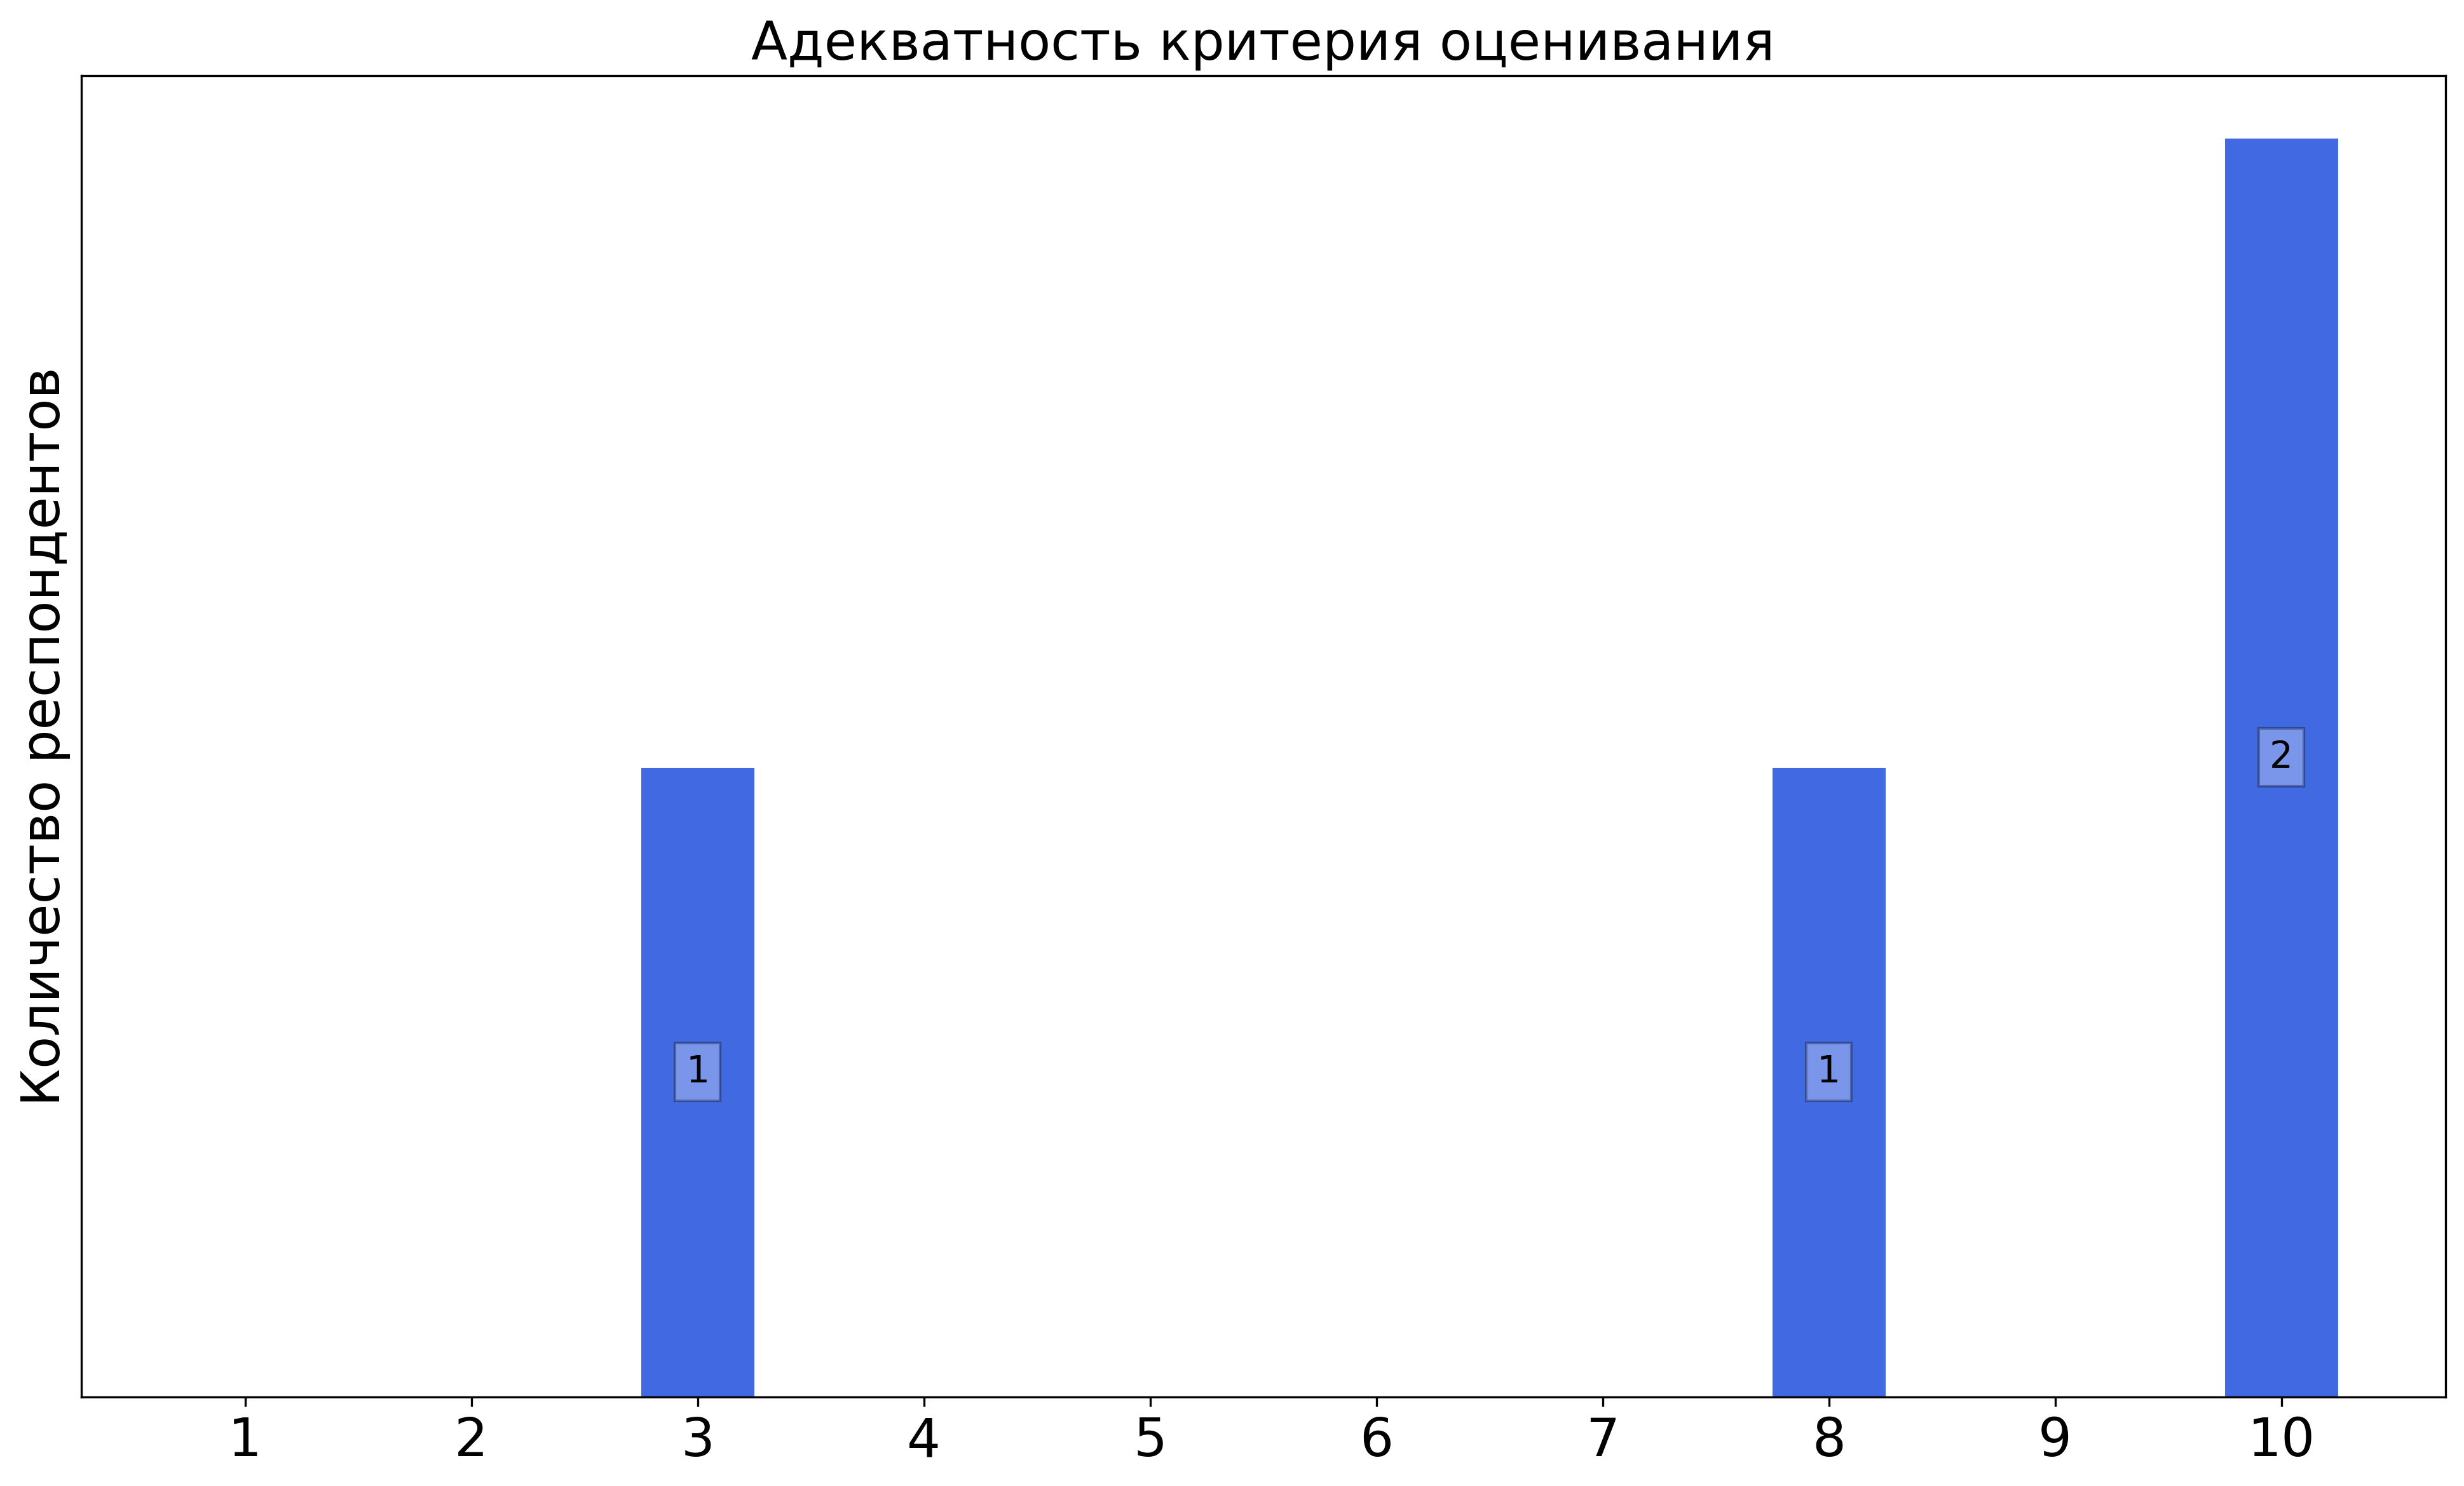 Адекватность критерия оценивания
Количество респондентов
2
1
1
1 2 3 4 5 6 7 8 9 10